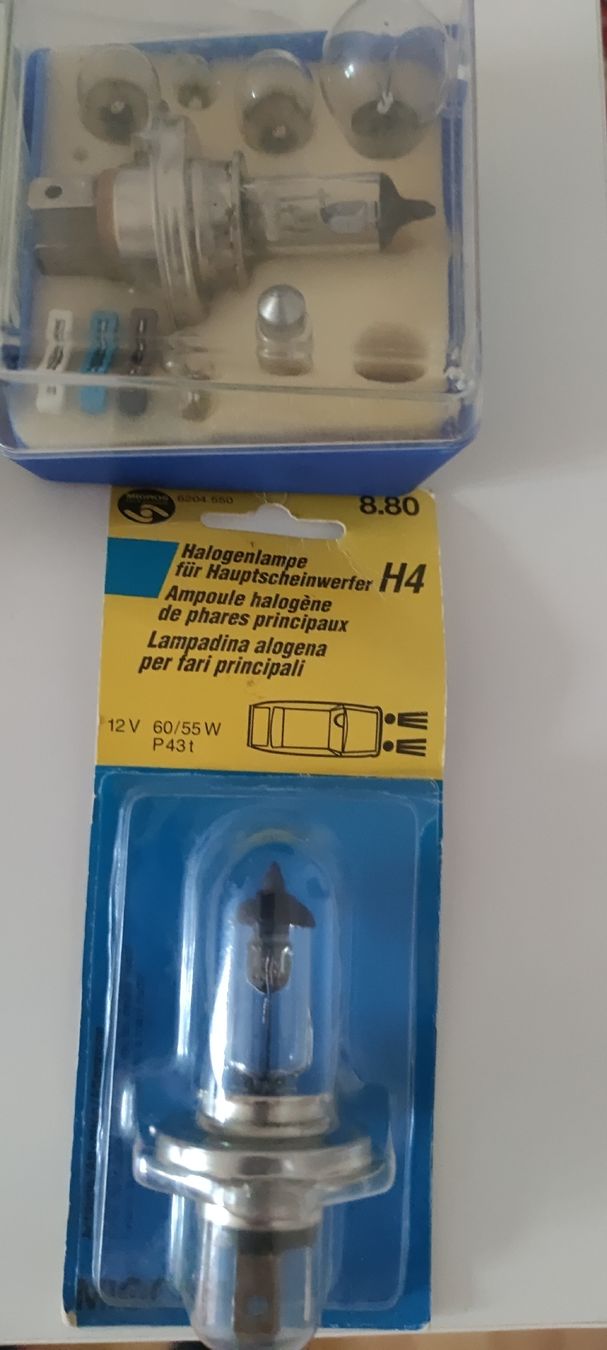 MIGROS 6204 550 8.80
Halogenlampe
für Hauptscheinwerfer H4
Ampoule halogène
de phares principaux
Lampadina alogena
per fari principali
12 V 60/55 W
P 43 t